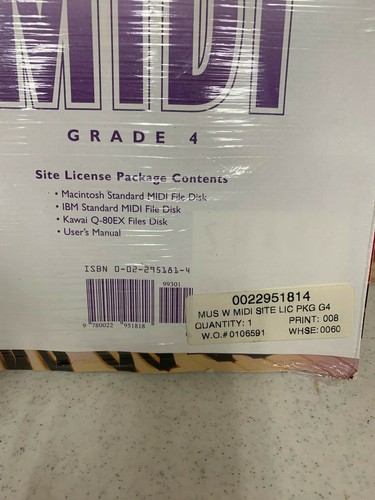 MIDI
GRADE 4
Site License Package Contents
• Macintosh Standard MIDI File Disk
• IBM Standard MIDI File Disk
• Kawai Q-80EX Files Disk
• User's Manual
ISBN 0-02-295181-4
99301
9 780022 951818
0022951814
MUS W MIDI SITE LIC PKG G4
QUANTITY: 1 PRINT: 008
W.O.# 0106591 WHSE: 0060